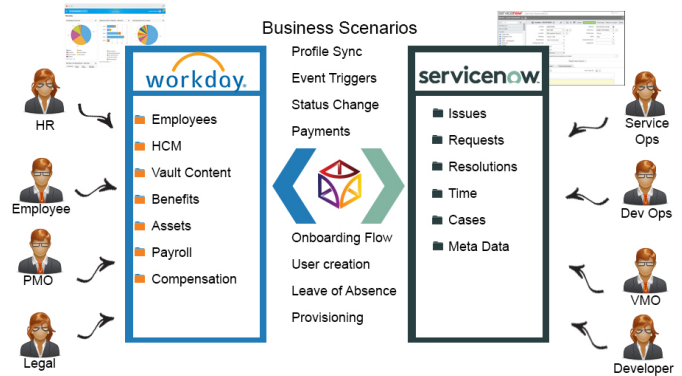 Business Scenarios
servicenow
workday.
servicenow
Profile Sync
Event Triggers
Status Change
Payments
Onboarding Flow
User creation
Leave of Absence
Provisioning
Employees
HCM
Vault Content
Benefits
Assets
Payroll
Compensation
Issues
Requests
Resolutions
Time
Cases
Meta Data
HR
Employee
PMO
Legal
Service
Ops
Dev Ops
VMO
Developer